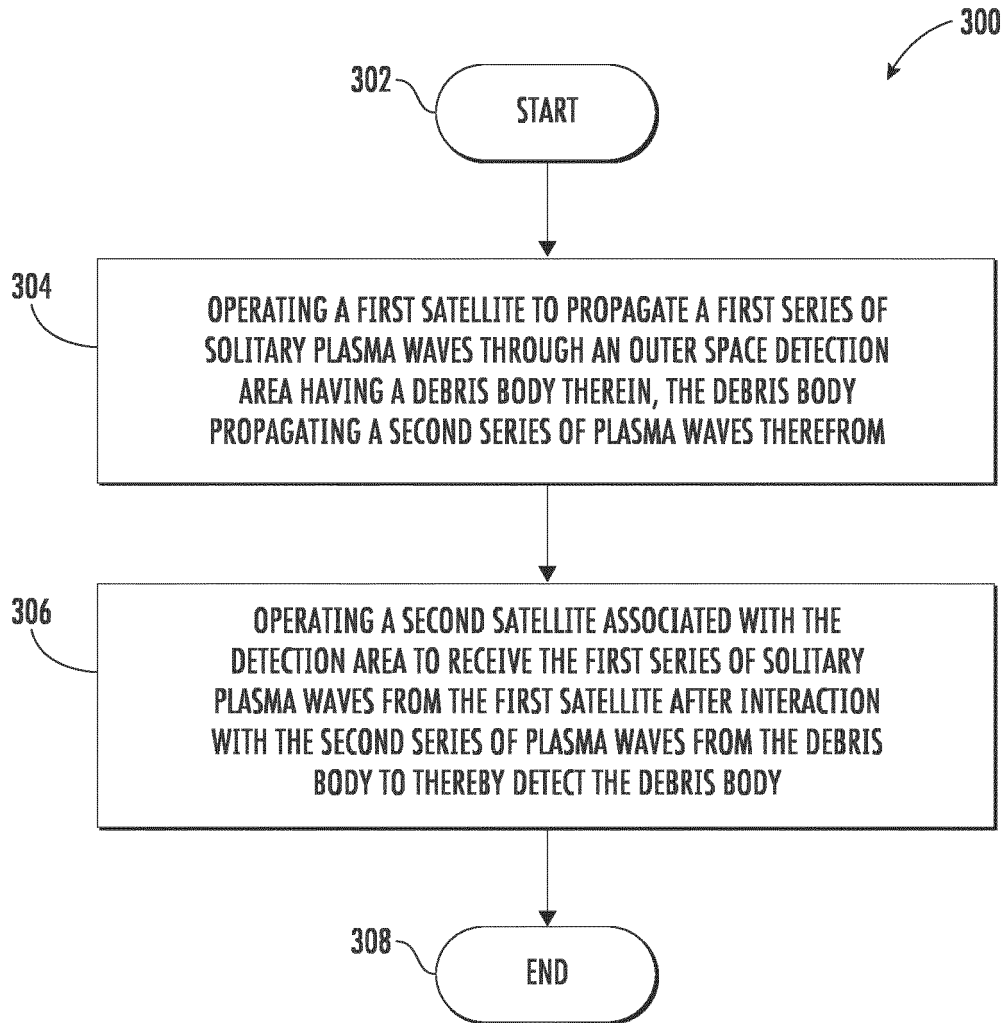 300
302
START
304
OPERATING A FIRST SATELLITE TO PROPAGATE A FIRST SERIES OF
SOLITARY PLASMA WAVES THROUGH AN OUTER SPACE DETECTION
AREA HAVING A DEBRIS BODY THEREIN, THE DEBRIS BODY
PROPAGATING A SECOND SERIES OF PLASMA WAVES THEREFROM
306
OPERATING A SECOND SATELLITE ASSOCIATED WITH THE
DETECTION AREA TO RECEIVE THE FIRST SERIES OF SOLITARY
PLASMA WAVES FROM THE FIRST SATELLITE AFTER INTERACTION
WITH THE SECOND SERIES OF PLASMA WAVES FROM THE DEBRIS
BODY TO THEREBY DETECT THE DEBRIS BODY
308
END